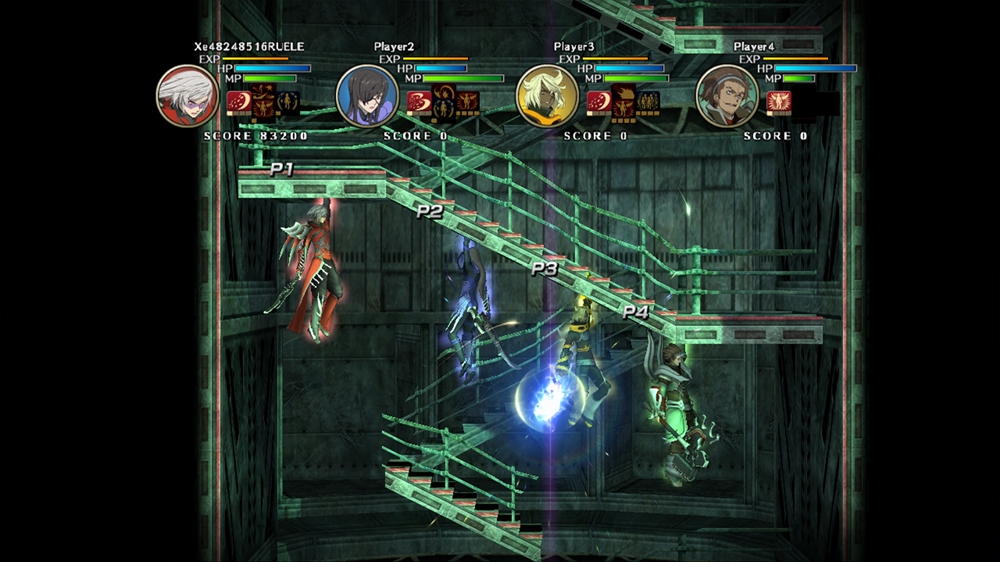 Xe48248516RUELE Player2 Player3 Player4
EXP EXP EXP EXP
HP HP HP HP
MP MP MP MP
SCORE 83200 SCORE 0 SCORE 0 SCORE 0
P1
P2
P3
P4